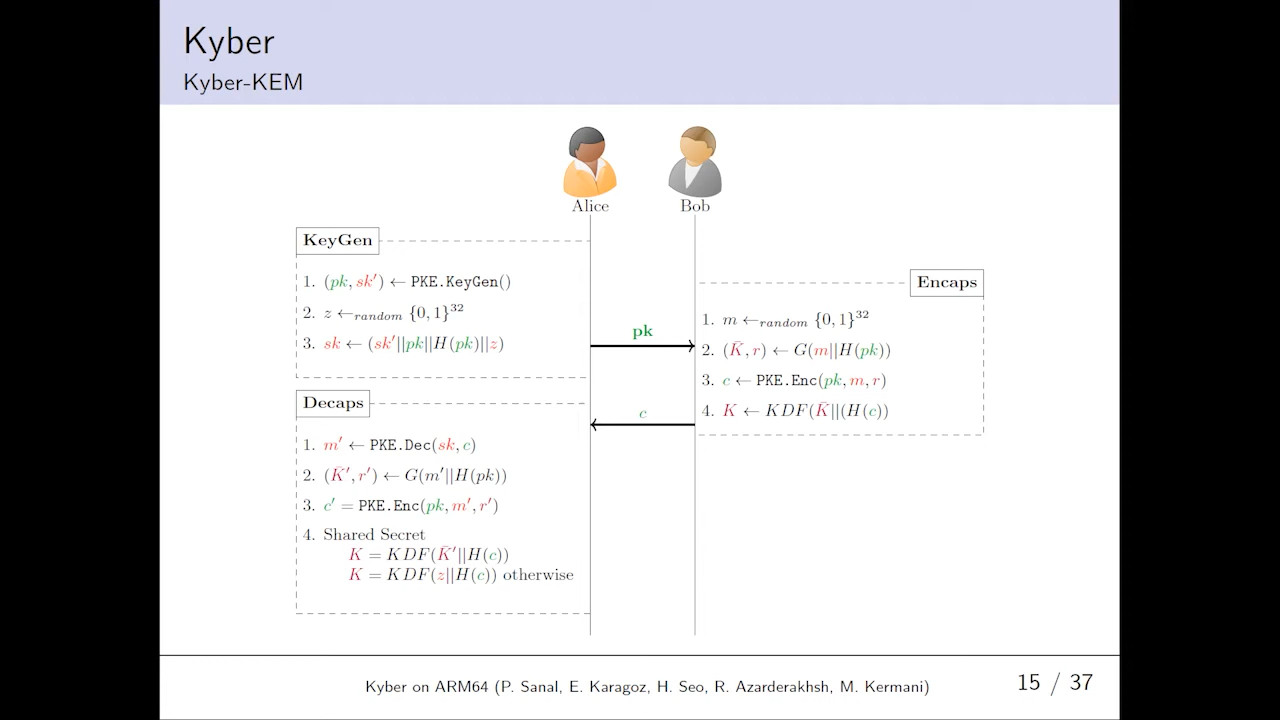 Kyber
Kyber-KEM
Alice
Bob
KeyGen
1. (pk, sk′) ← PKE.KeyGen()
2. z ←random {0, 1}³²
3. sk ← (sk′||pk||H(pk)||z)
pk
Encaps
1. m ←random {0, 1}³²
2. (K̄, r) ← G(m||H(pk))
3. c ← PKE.Enc(pk, m, r)
4. K ← KDF(K̄||(H(c))
c
Decaps
1. m′ ← PKE.Dec(sk, c)
2. (K̄′, r′) ← G(m′||H(pk))
3. c′ = PKE.Enc(pk, m′, r′)
4. Shared Secret
K = KDF(K̄′||H(c))
K = KDF(z||H(c)) otherwise
Kyber on ARM64 (P. Sanal, E. Karagoz, H. Seo, R. Azarderakhsh, M. Kermani)
15 / 37